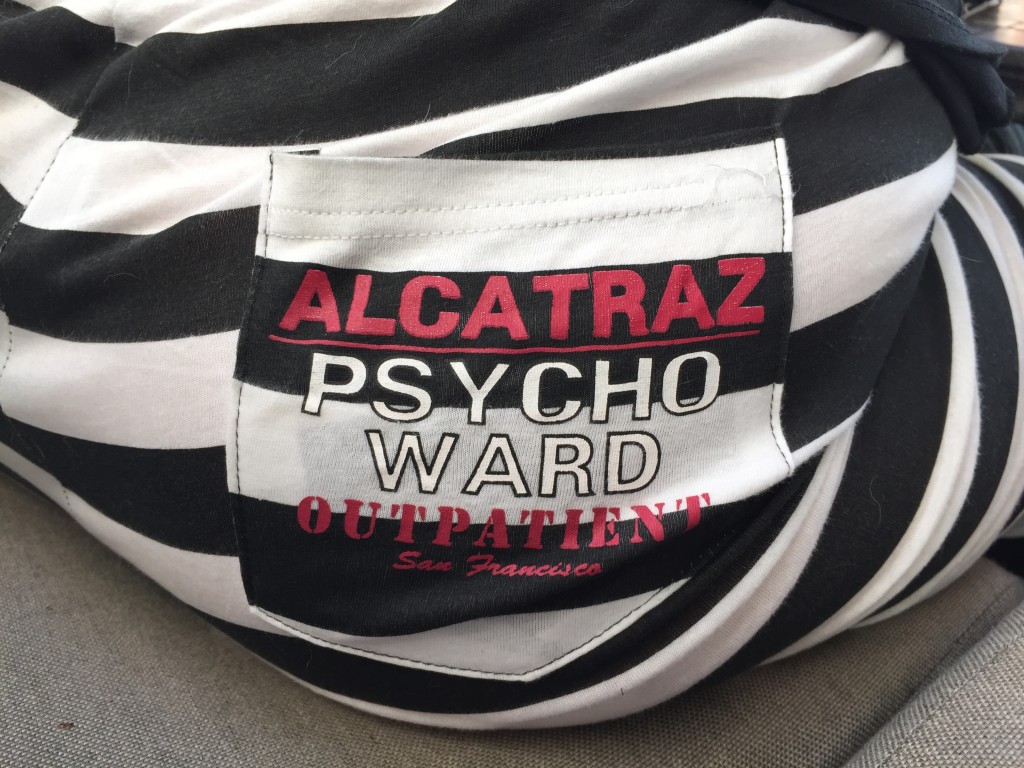 ALCATRAZ
PSYCHO
WARD
OUTPATIENT
San Francisco